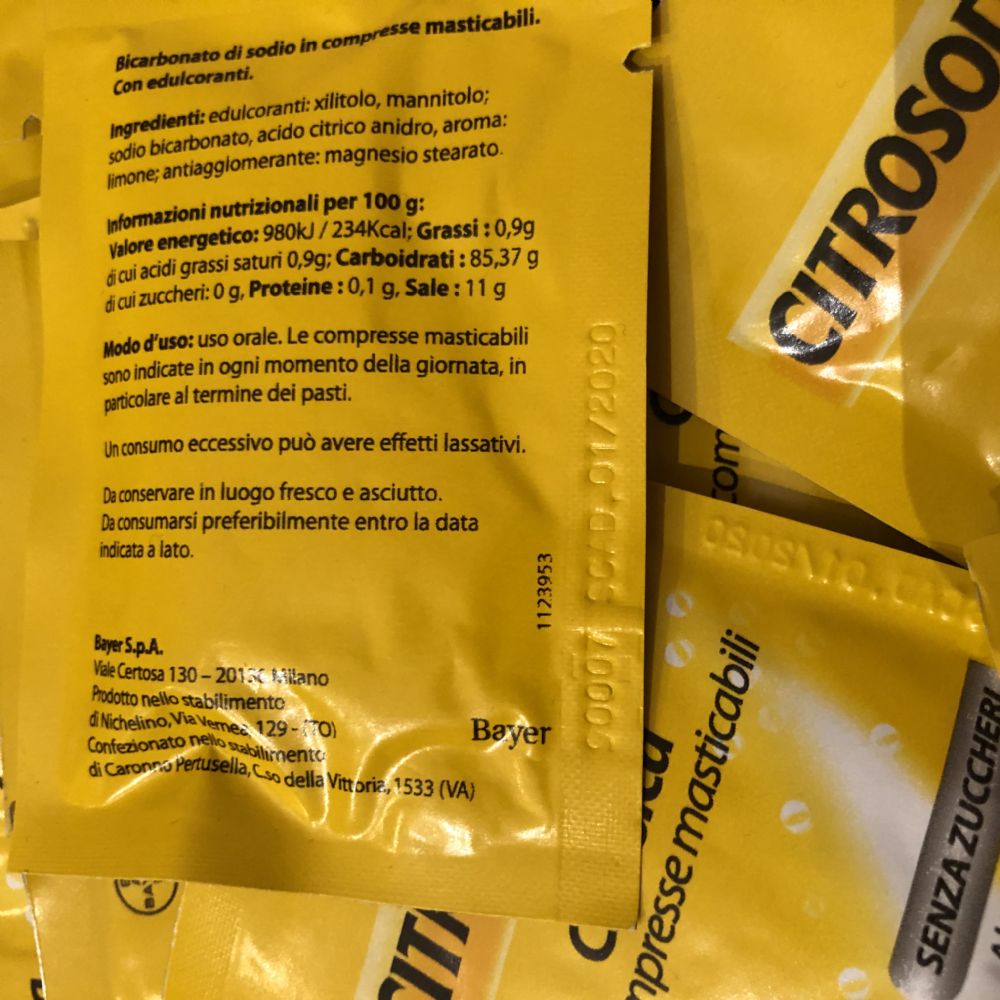 Bicarbonato di sodio in compresse masticabili.
Con edulcoranti.
Ingredienti: edulcoranti: xilitolo, mannitolo;
sodio bicarbonato, acido citrico anidro, aroma:
limone; antiagglomerante: magnesio stearato.
Informazioni nutrizionali per 100 g:
Valore energetico: 980kJ / 234Kcal; Grassi : 0,9g
di cui acidi grassi saturi 0,9g; Carboidrati : 85,37 g
di cui zuccheri: 0 g, Proteine : 0,1 g, Sale : 11 g
Modo d'uso: uso orale. Le compresse masticabili
sono indicate in ogni momento della giornata, in
particolare al termine dei pasti.
Un consumo eccessivo può avere effetti lassativi.
Da conservare in luogo fresco e asciutto.
Da consumarsi preferibilmente entro la data
indicata a lato.
1123953
20007 SCAD.01/2020
Bayer S.p.A.
Viale Certosa 130 – Milano
Prodotto nello stabilimento
di Nichelino, Via Vernea, 129 - (TO)
Confezionato nello stabilimento
di Caronno Pertusella, C.so della Vittoria, 1533 (VA)
Bayer
CITROSOD
com
mpresse masticabili
SENZA ZUCCHERI
CITR